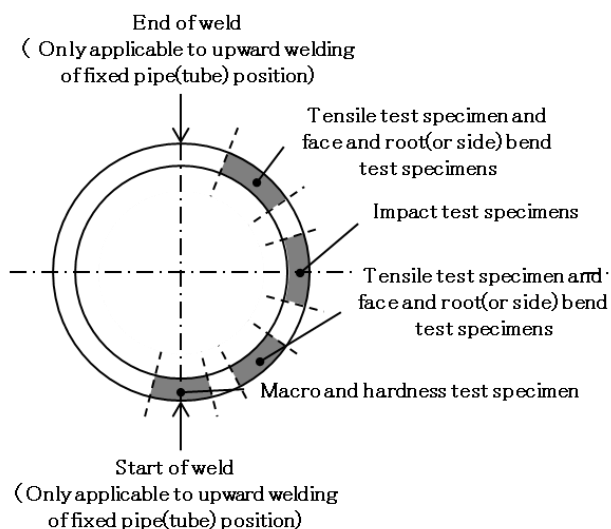 End of weld
( Only applicable to upward welding
of fixed pipe(tube) position)
Tensile test specimen and
face and root(or side) bend
test specimens
Impact test specimens
Tensile test specimen and
face and root(or side) bend
test specimens
Macro and hardness test specimen
Start of weld
( Only applicable to upward welding
of fixed pipe(tube) position)